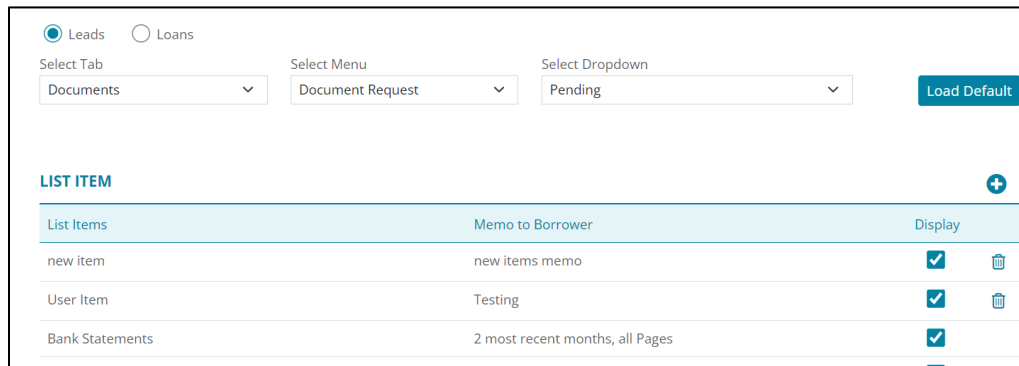 Leads Loans
Select Tab Select Menu Select Dropdown
Documents Document Request Pending Load Default
LIST ITEM
List Items Memo to Borrower Display
new item new items memo
User Item Testing
Bank Statements 2 most recent months, all Pages